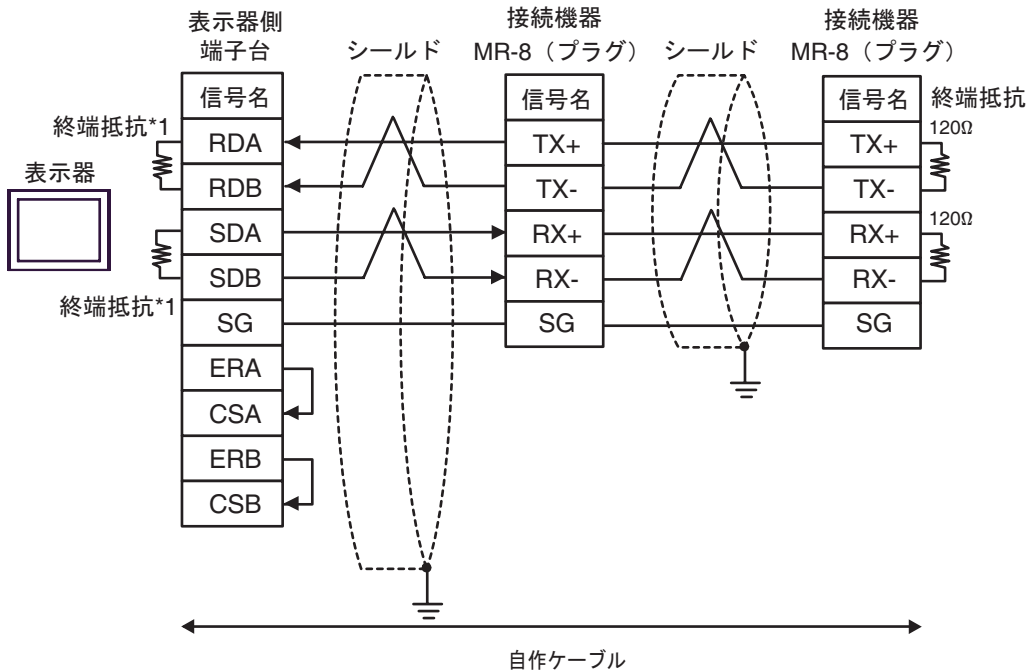 表示器側
端子台
シールド
接続機器
MR-8（プラグ）
シールド
接続機器
MR-8（プラグ）
終端抵抗*1
表示器
終端抵抗*1
信号名
RDA
RDB
SDA
SDB
SG
ERA
CSA
ERB
CSB
信号名
TX+
TX-
RX+
RX-
SG
信号名
TX+
TX-
RX+
RX-
SG
終端抵抗
120Ω
120Ω
自作ケーブル